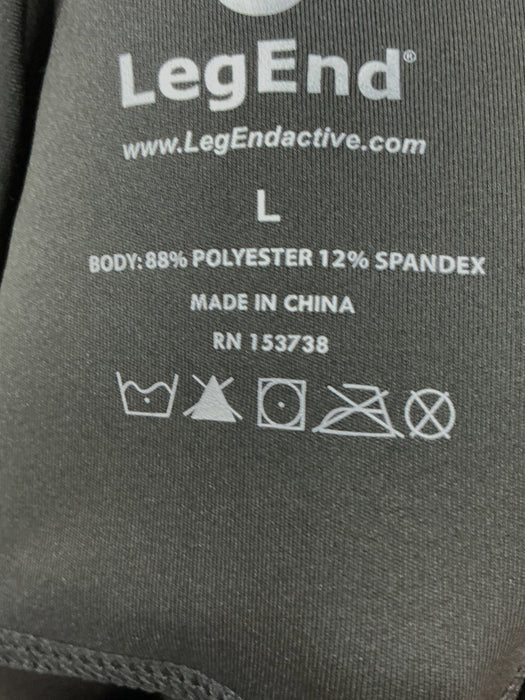 LegEnd®
www.LegEndactive.com
L
BODY: 88% POLYESTER 12% SPANDEX
MADE IN CHINA
RN 153738